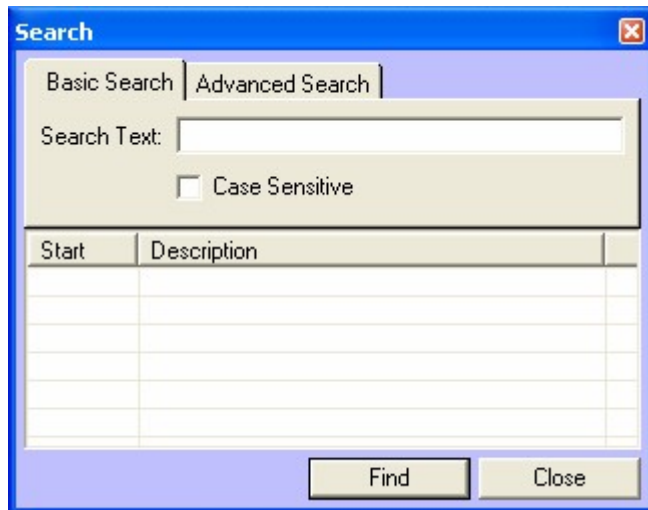 Search
Basic Search Advanced Search
Search Text:
Case Sensitive
Start Description
Find Close